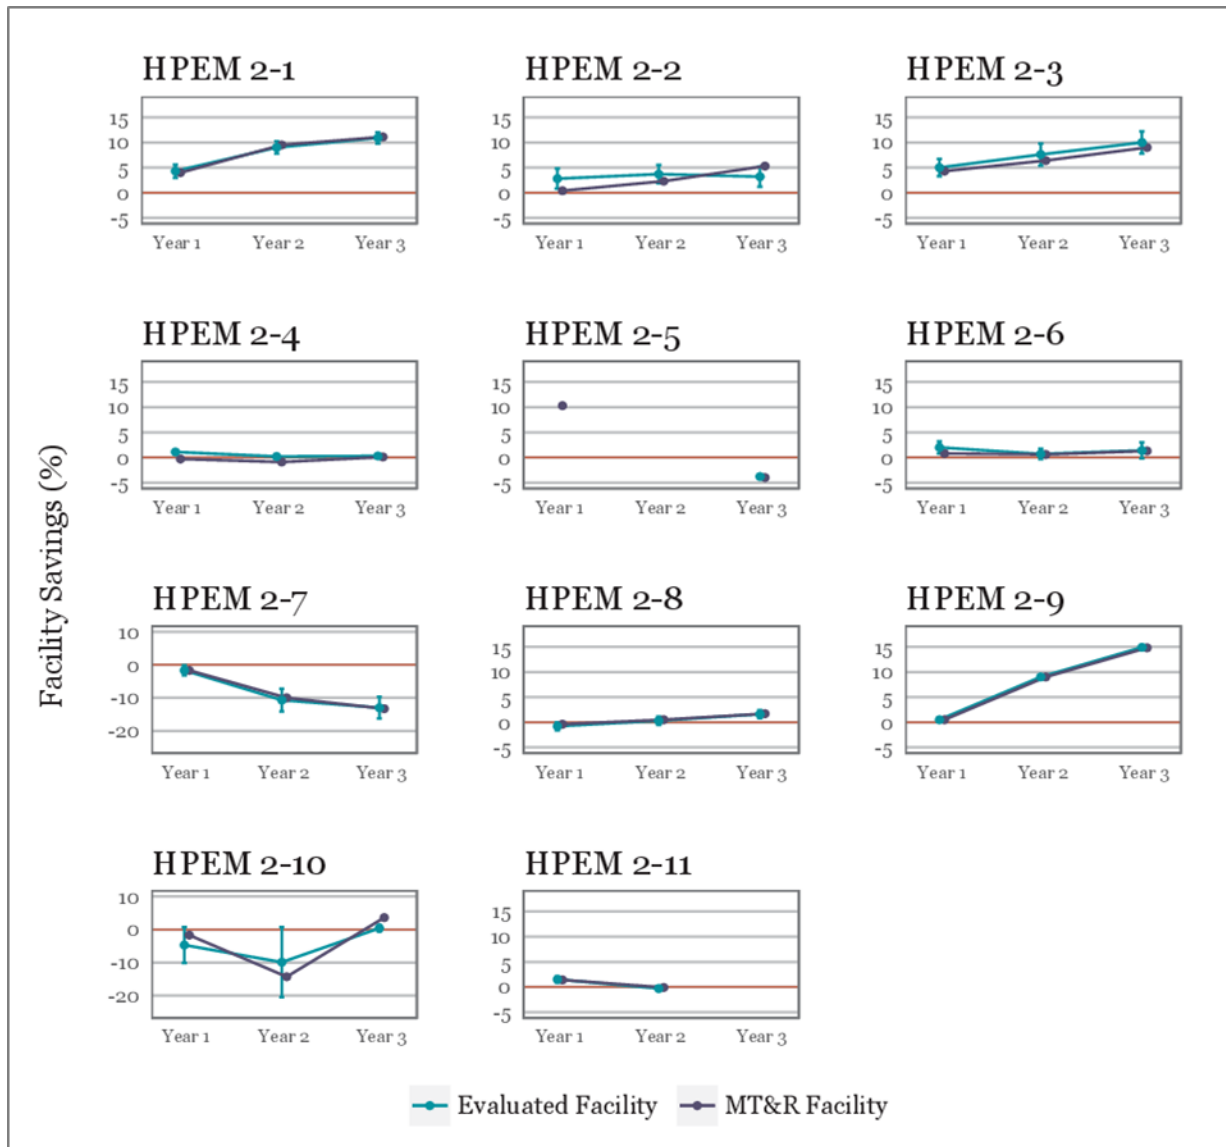 HPEM 2-1
HPEM 2-2
HPEM 2-3
15
10
5
0
-5
Year 1
Year 2
Year 3
15
10
5
0
-5
Year 1
Year 2
Year 3
15
10
5
0
-5
Year 1
Year 2
Year 3
HPEM 2-4
HPEM 2-5
HPEM 2-6
15
10
5
0
-5
Year 1
Year 2
Year 3
15
10
5
0
-5
Year 1
Year 2
Year 3
15
10
5
0
-5
Year 1
Year 2
Year 3
Facility Savings (%)
HPEM 2-7
HPEM 2-8
HPEM 2-9
10
0
-10
-20
Year 1
Year 2
Year 3
15
10
5
0
-5
Year 1
Year 2
Year 3
15
10
5
0
-5
Year 1
Year 2
Year 3
HPEM 2-10
HPEM 2-11
10
0
-10
-20
Year 1
Year 2
Year 3
15
10
5
0
-5
Year 1
Year 2
Year 3
Evaluated Facility
MT&R Facility